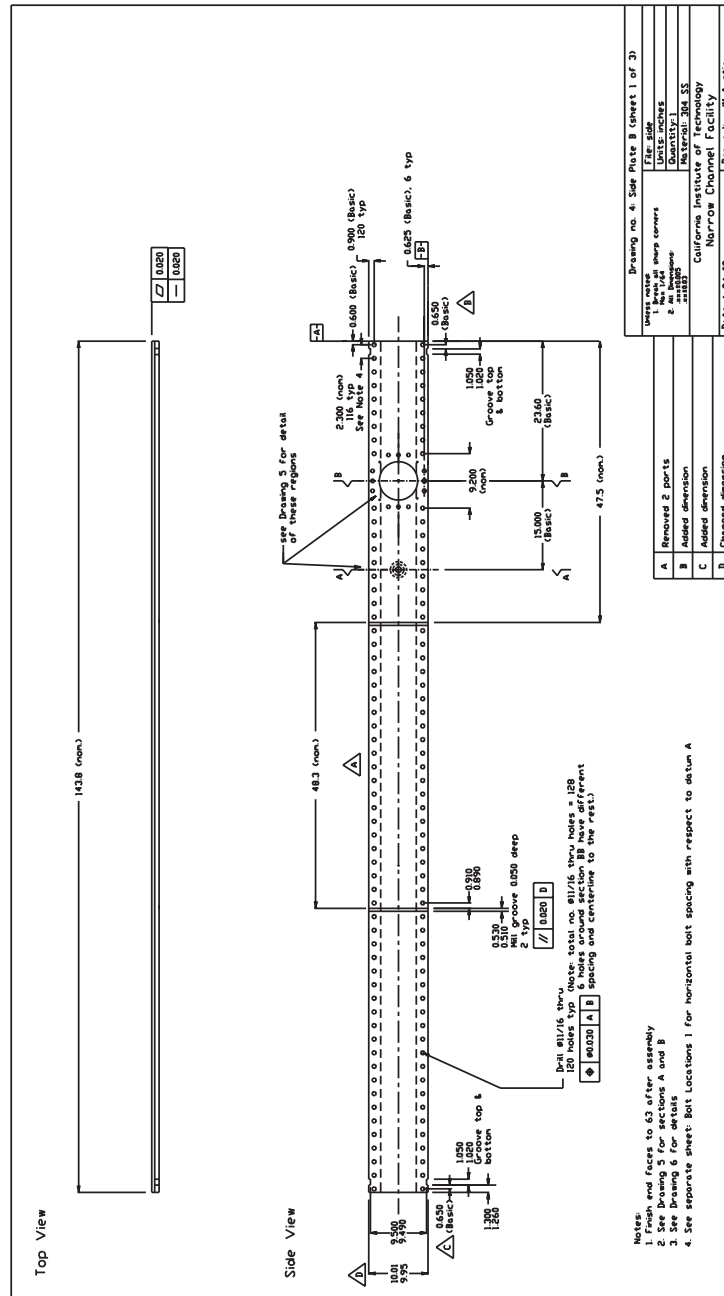 Top View
143.8 (nom.)
0.020
0.020
Side View
see Drawing 5 for detail
of these regions
48.3 (nom.)
A
A
B
2.300 (nom)
116 typ
See Note 4
-A-
0.600 (Basic)
0.900 (Basic)
120 typ
0.625 (Basic), 6 typ
-B-
B
0.650
(Basic)
1.050
1.020
Groove top
& bottom
9.200
(nom)
23.60
(Basic)
15.000
(Basic)
B
A
47.5 (nom.)
D
10.01
9.95
9.500
9.490
C
0.650
(Basic)
1.300
1.260
1.050
1.020
Groove top &
bottom
0.910
0.890
0.530
0.510
Mill groove 0.050 deep
2 typ
// 0.020 D
Drill ø11/16 thru
120 holes typ (Note: total no. ø11/16 thru holes = 128
6 holes around section BB have different
spacing and centerline to the rest.)
ø0.030 A B
Notes:
1. Finish end faces to 63 after assembly
2. See Drawing 5 for sections A and B
3. See Drawing 6 for details
4. See separate sheet: Bolt Locations 1 for horizontal bolt spacing with respect to datum A
A Removed 2 parts
B Added dimension
C Added dimension
D Changed dimension
Drawing no. 4: Side Plate B (sheet 1 of 3)
Unless noted:
1. Break all sharp corners
Max 1/64
2. All Dimensions:
File: side
Units: inches
Quantity: 1
Material: 304 SS
California Institute of Technology
Narrow Channel Facility